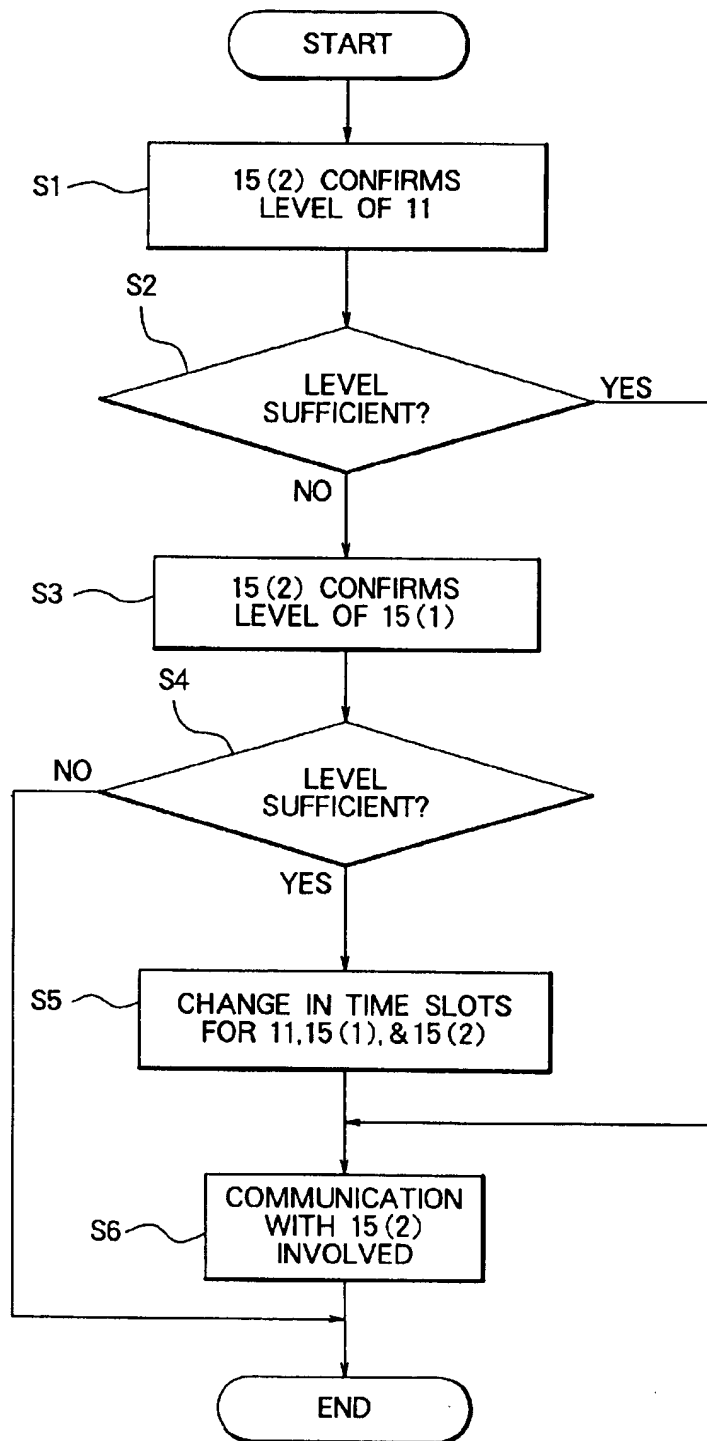 START
S1
15(2) CONFIRMS
LEVEL OF 11
S2
LEVEL
SUFFICIENT?
YES
NO
S3
15(2) CONFIRMS
LEVEL OF 15(1)
S4
NO
LEVEL
SUFFICIENT?
YES
S5
CHANGE IN TIME SLOTS
FOR 11,15(1),&15(2)
S6
COMMUNICATION
WITH 15(2)
INVOLVED
END